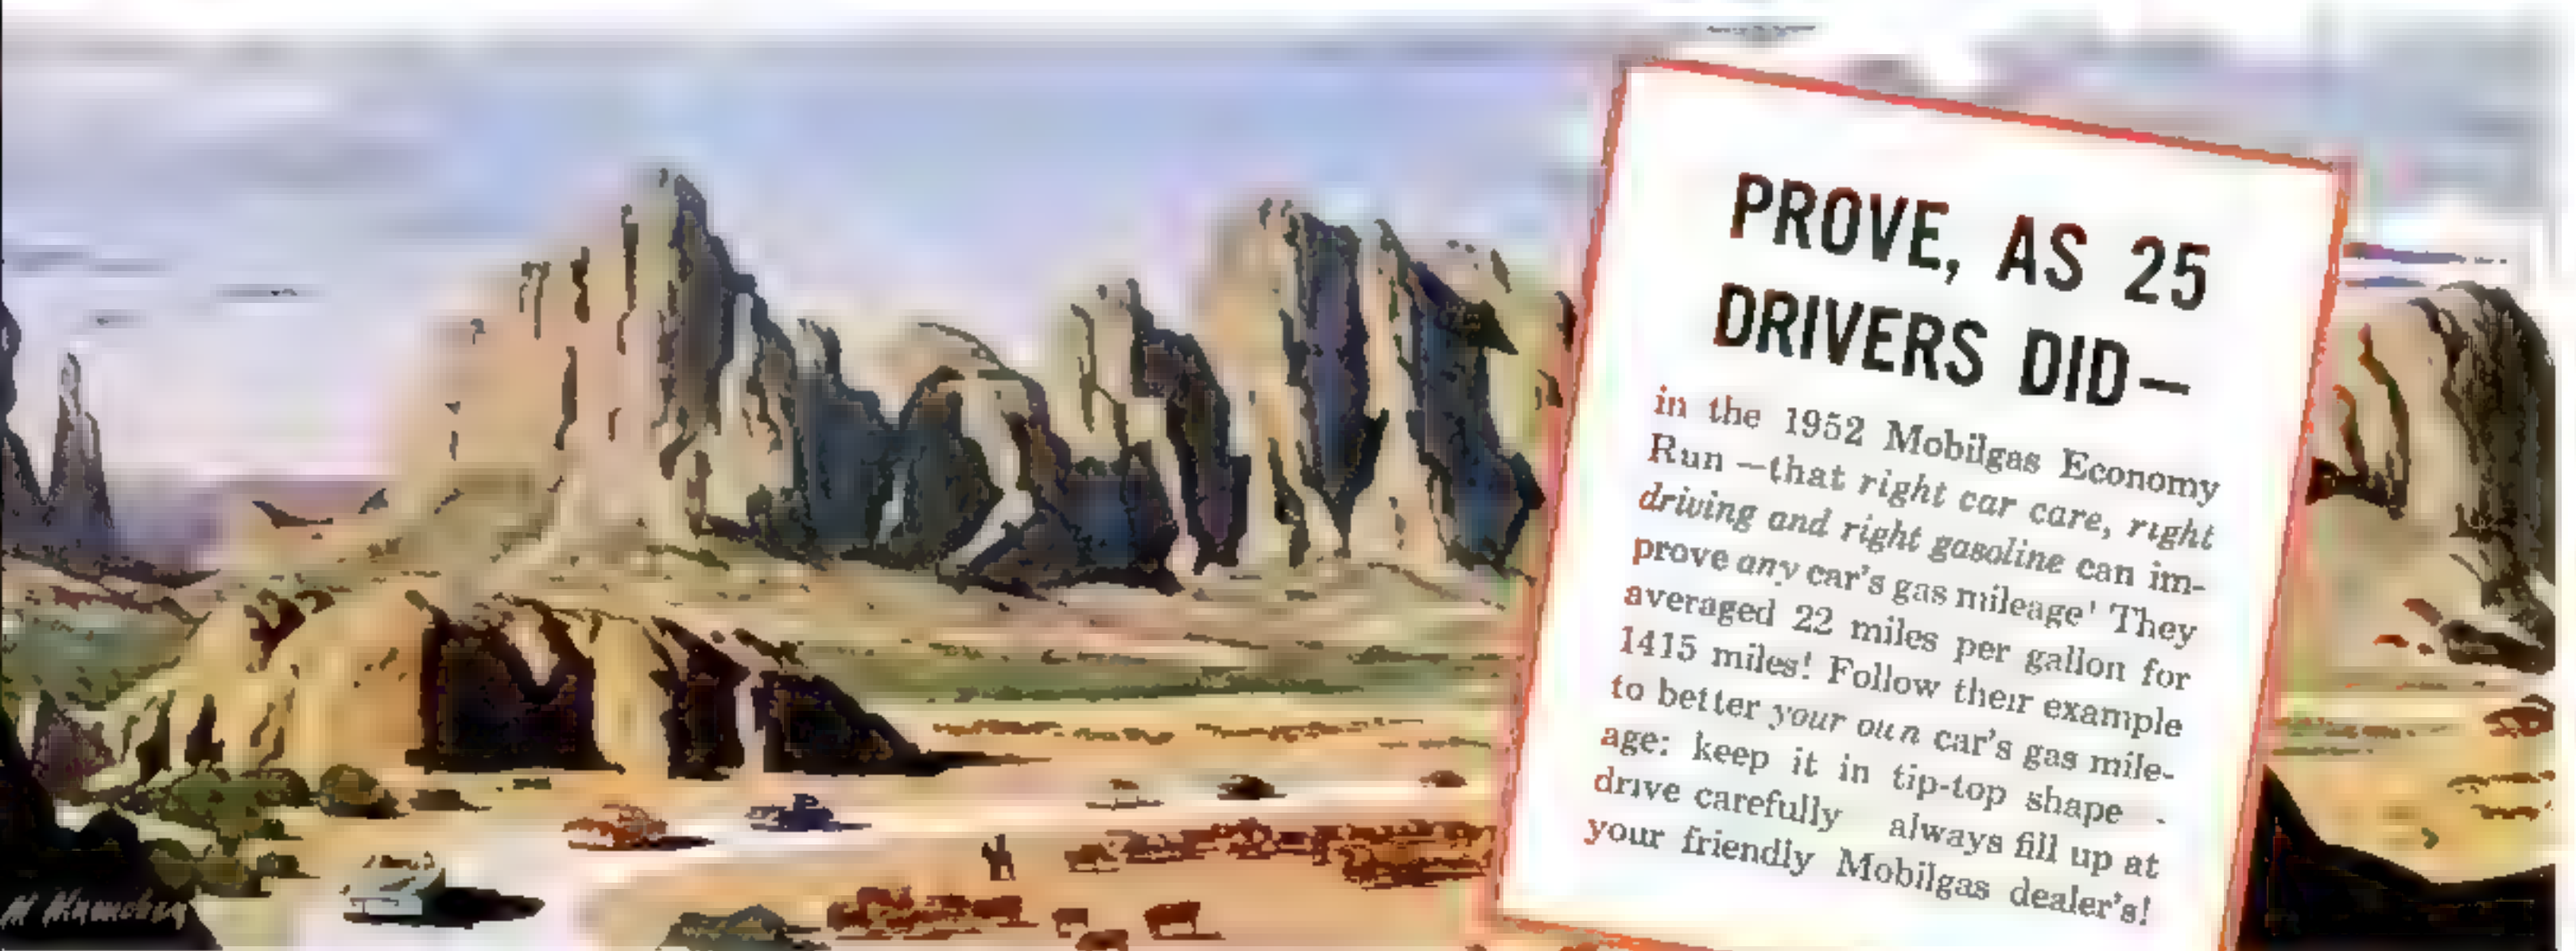 PROVE, AS 25
DRIVERS DID—
in the 1952 Mobilgas Economy
Run—that right car care, right
driving and right gasoline can im-
prove any car's gas mileage! They
averaged 22 miles per gallon for
1415 miles! Follow their example
to better your own car's gas mile-
age: keep it in tip-top shape -
drive carefully always fill up at
your friendly Mobilgas dealer's!